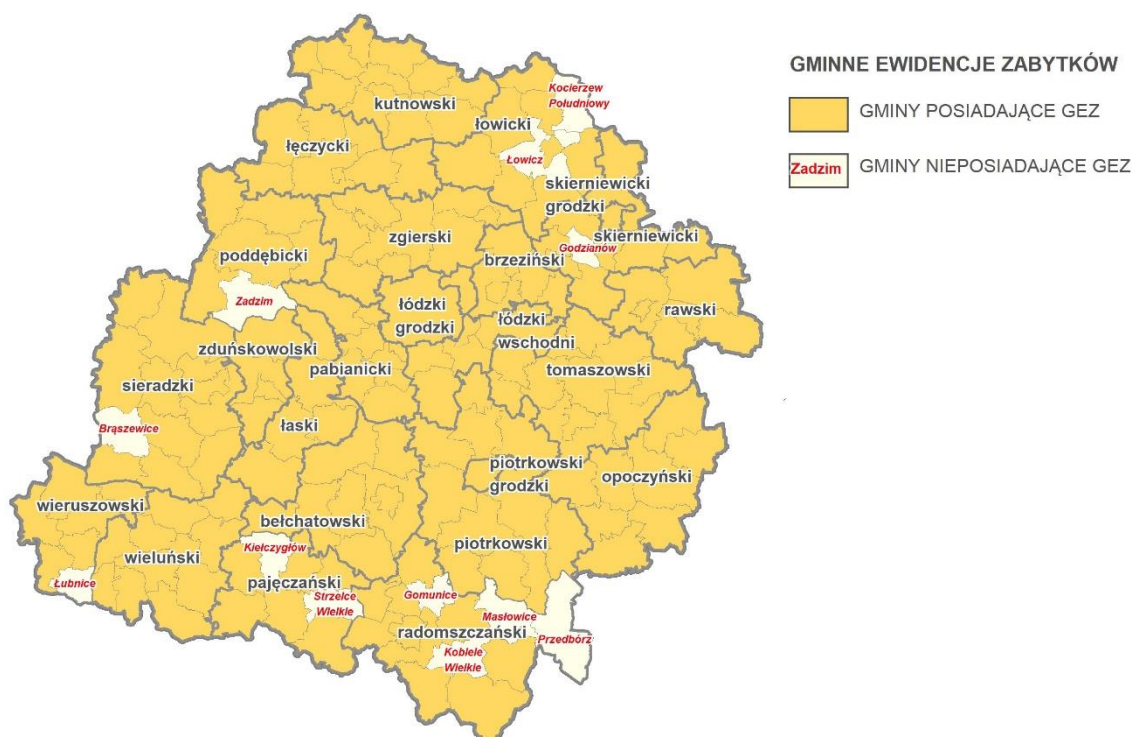 GMINNE EWIDENCJE ZABYTKÓW
GMINY POSIADAJĄCE GEZ
Zadzim
GMINY NIEPOSIADAJĄCE GEZ
kutnowski
Kocierzew
Południowy
łowicki
łęczycki
Łowicz
skierniewicki
grodzki
zgierski
skierniewicki
Godzianów
poddębicki
brzeziński
Zadzim
łódzki
grodzki
łódzki
wschodni
rawski
zduńskowolski
pabianicki
tomaszowski
sieradzki
Brąszewice
łaski
piotrkowski
grodzki
opoczyński
wieruszowski
bełchatowski
wieluński
Kiełczygłów
piotrkowski
Łubnice
pajęczański
Strzelce
Wielkie
Gomunice
Masłowice
radomszczański
Przedbórz
Kobiele
Wielkie